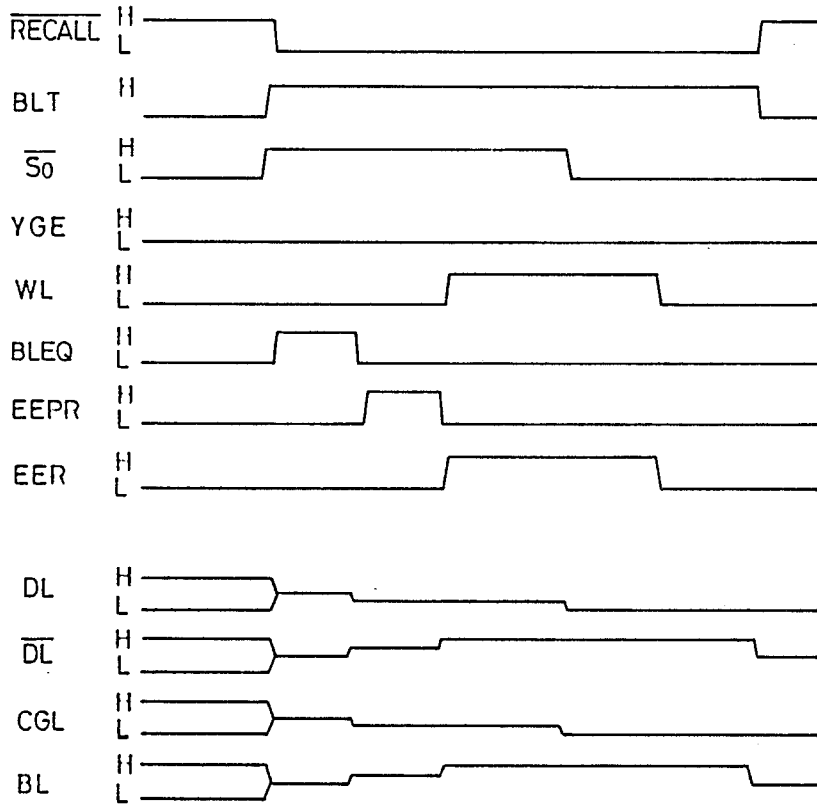 RECALL H
L
BLT H
S0 H
L
YGE H
L
WL H
L
BLEQ H
L
EEPR H
L
EER H
L
DL H
L
DL H
L
CGL H
L
BL H
L